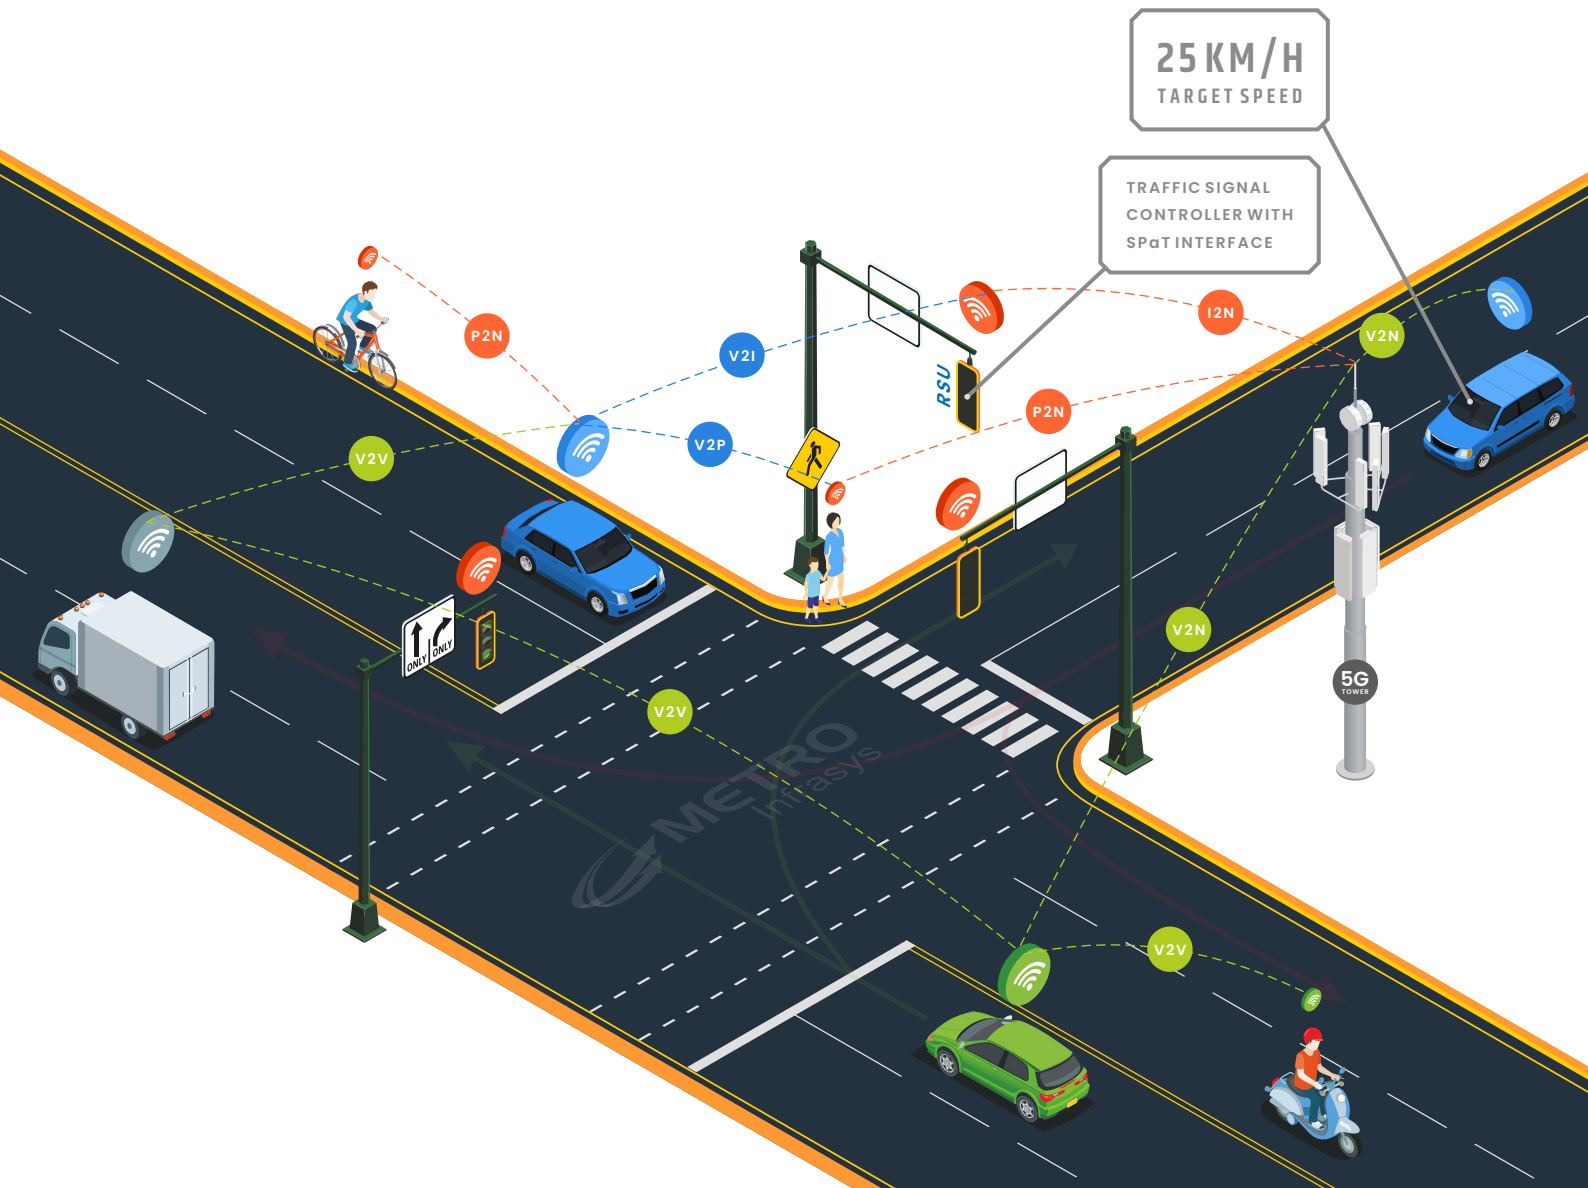 25 KM/H
TARGET SPEED
TRAFFIC SIGNAL
CONTROLLER WITH
SPaT INTERFACE
P2N
I2N
V2N
V2I
RSU
P2N
V2P
V2V
ONLY ONLY
V2N
5G
TOWER
V2V
METRO
Infrasys
V2V